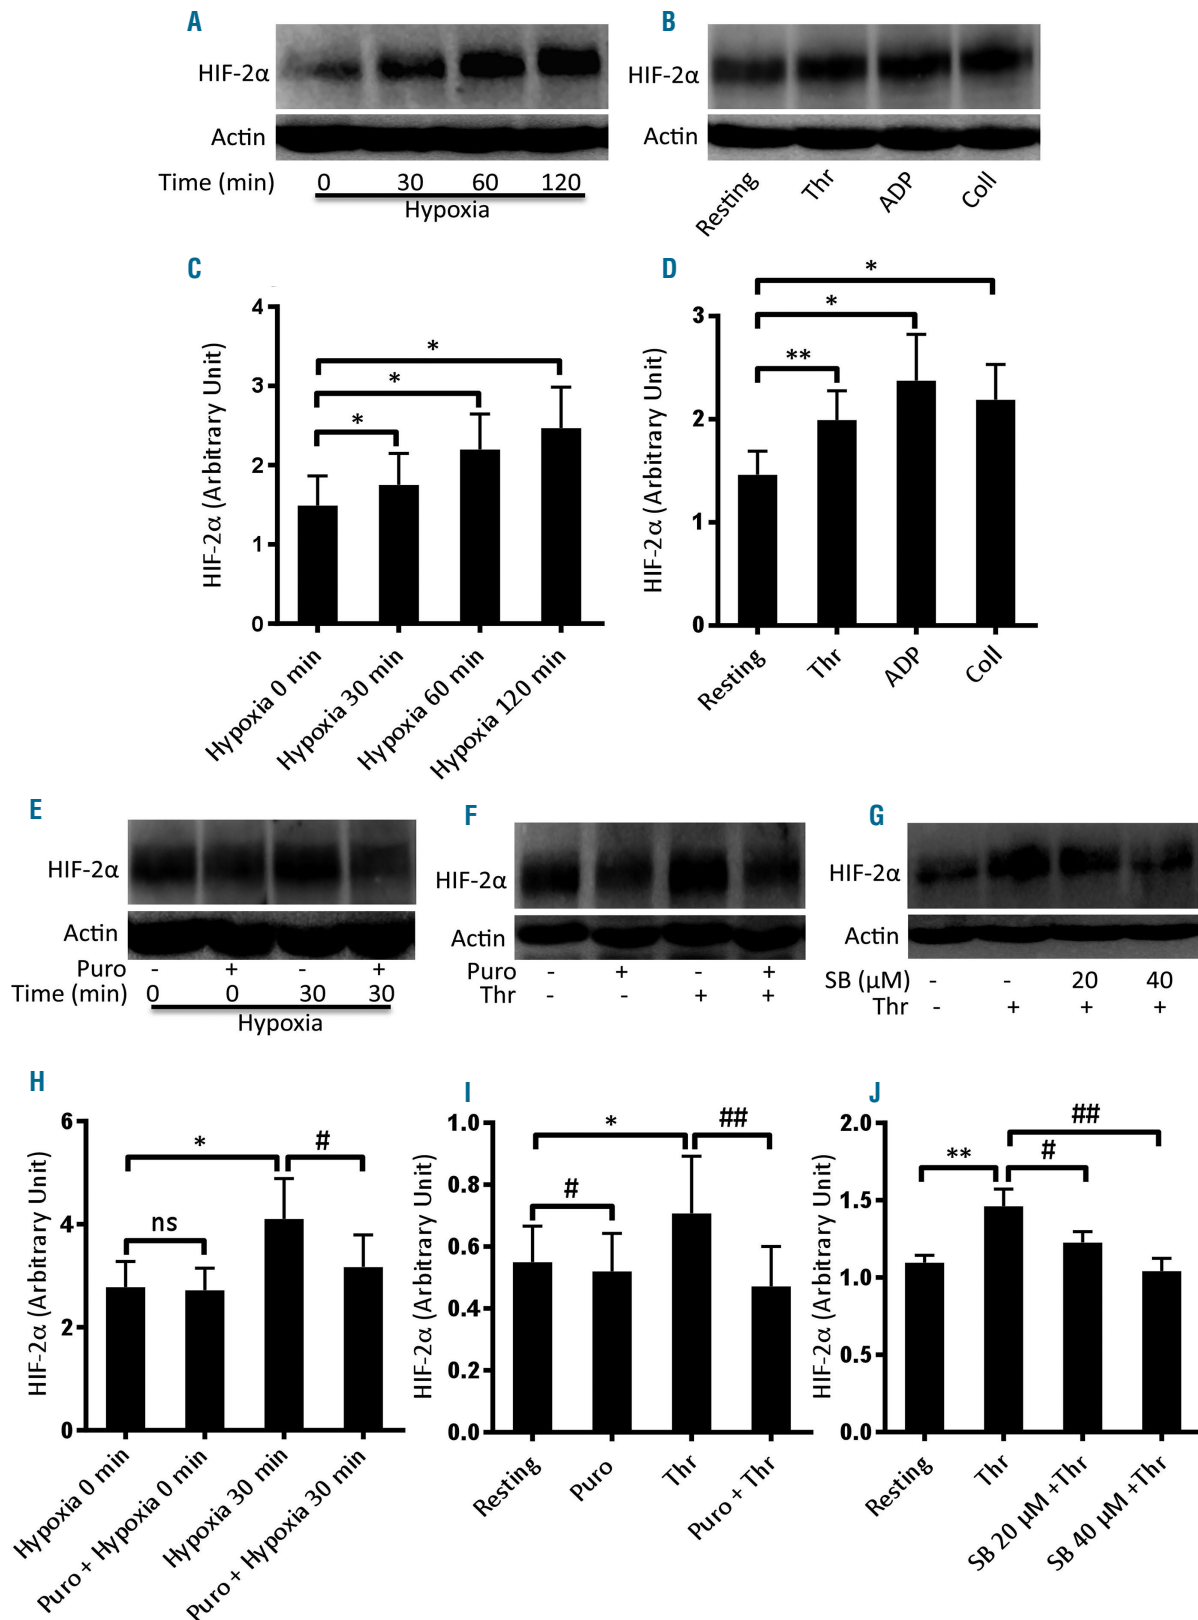 A
HIF-2α
Actin
Time (min) 0 30 60 120
Hypoxia
B
HIF-2α
Actin
Resting Thr ADP Coll
C
HIF-2α (Arbitrary Unit)
4
3
2
1
0
* * *
Hypoxia 0 min
Hypoxia 30 min
Hypoxia 60 min
Hypoxia 120 min
D
HIF-2α (Arbitrary Unit)
3
2
1
0
* * **
Resting
Thr
ADP
Coll
E
HIF-2α
Actin
Puro - + - +
Time (min) 0 0 30 30
Hypoxia
F
HIF-2α
Actin
Puro - + - +
Thr - - + +
G
HIF-2α
Actin
SB (µM) - - 20 40
Thr - + + +
H
HIF-2α (Arbitrary Unit)
6
4
2
0
* #
ns
Hypoxia 0 min
Puro + Hypoxia 0 min
Hypoxia 30 min
Puro + Hypoxia 30 min
I
HIF-2α (Arbitrary Unit)
1.0
0.8
0.6
0.4
0.2
0.0
* ##
#
Resting
Puro
Thr
Puro + Thr
J
HIF-2α (Arbitrary Unit)
2.0
1.5
1.0
0.5
0.0
##
** #
Resting
Thr
SB 20 µM +Thr
SB 40 µM +Thr